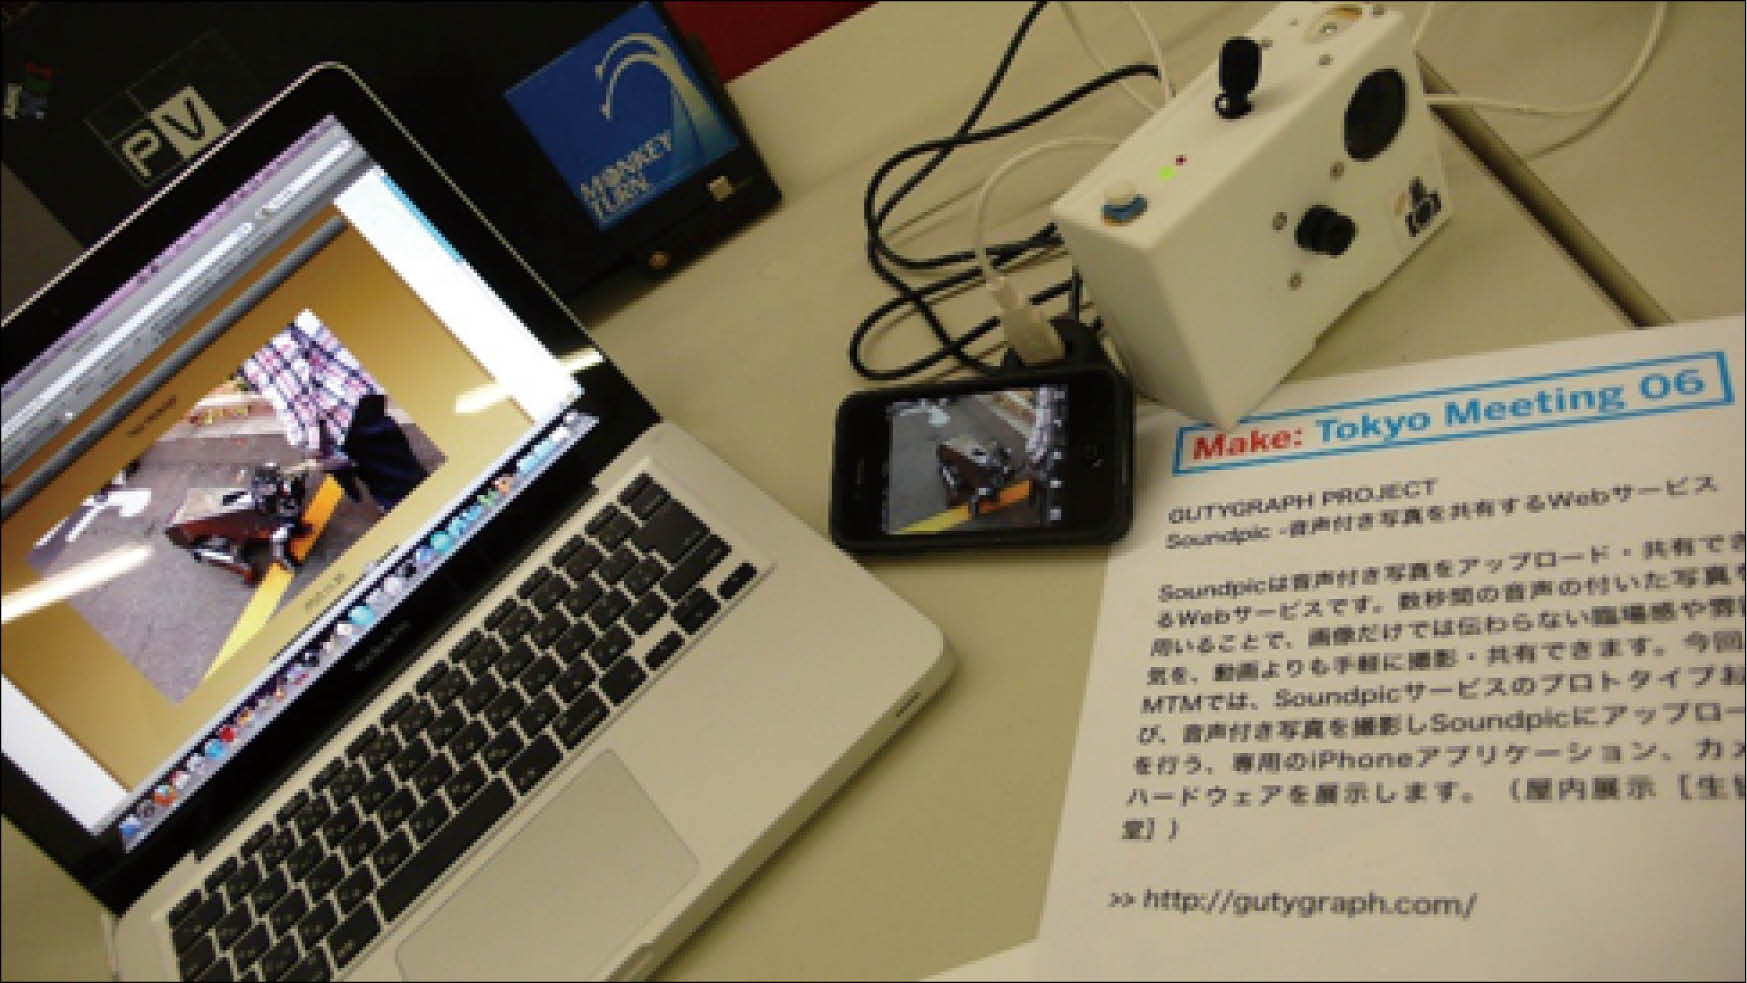 PV
MONKEY
TURN
Make: Tokyo Meeting 06
GUTYGRAPH PROJECT
Soundpic -音声付き写真を共有するWebサービス
Soundpicは音声付き写真をアップロード・共有でき
るWebサービスです。数秒間の音声の付いた写真を
用いることで、画像だけでは伝わらない臨場感や雰囲
気を、動画よりも手軽に撮影・共有できます。今回
MTMでは、Soundpicサービスのプロトタイプお
び、音声付き写真を撮影しSoundpicにアップロー
を行う、専用のiPhoneアプリケーション、カメ
ハードウェアを展示します。（屋内展示［生協
堂］）
>> http://gutygraph.com/